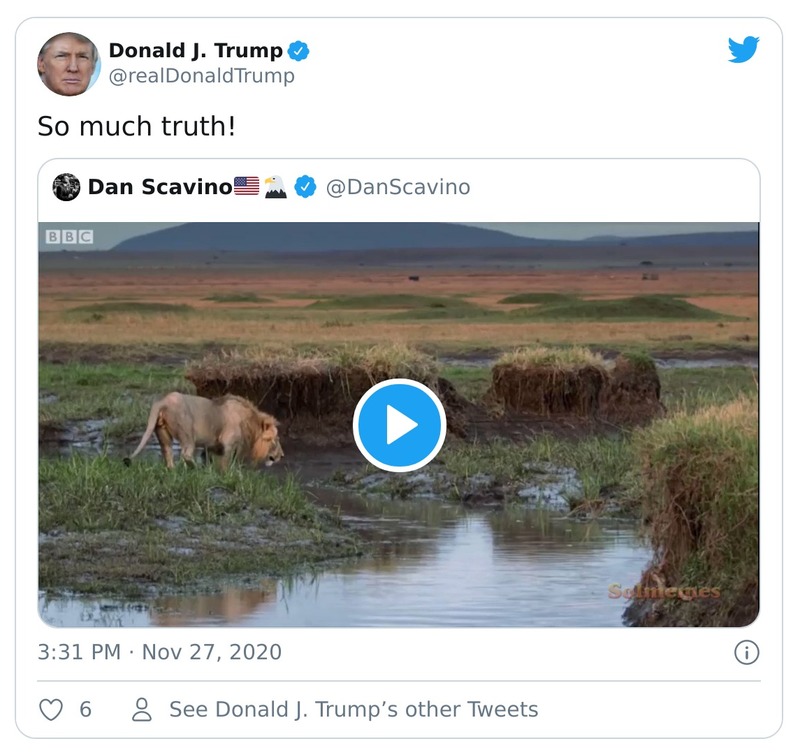 Donald J. Trump
@realDonaldTrump
So much truth!
Dan Scavino🇺🇸🦅 @DanScavino
BBC
3:31 PM · Nov 27, 2020
6 See Donald J. Trump’s other Tweets